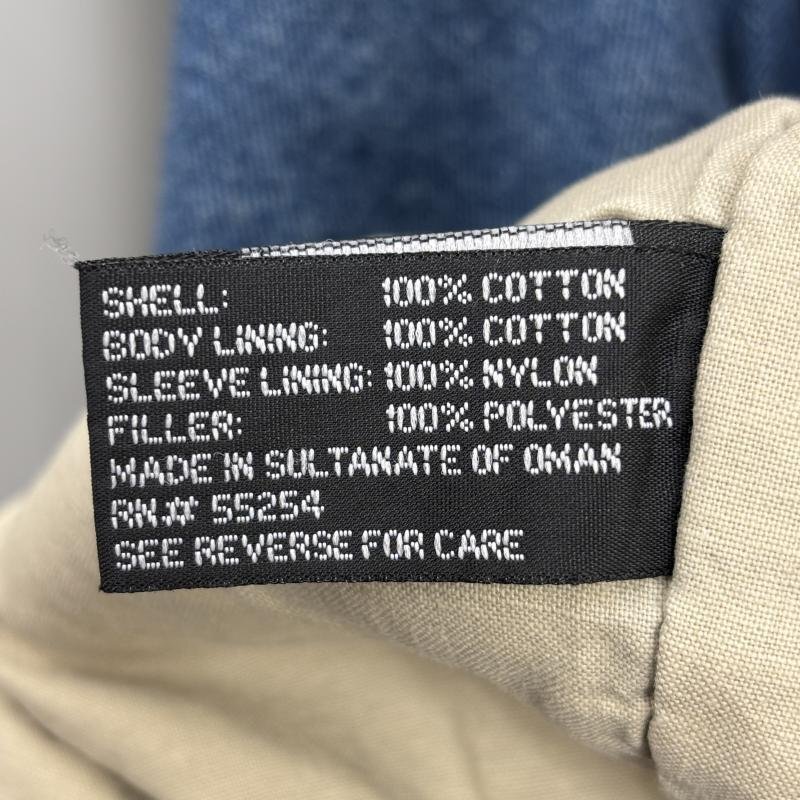 SHELL: 100% COTTON
BODY LINING: 100% COTTON
SLEEVE LINING: 100% NYLON
FILLER: 100% POLYESTER
MADE IN SULTANATE OF OMAN
RN.# 55254
SEE REVERSE FOR CARE